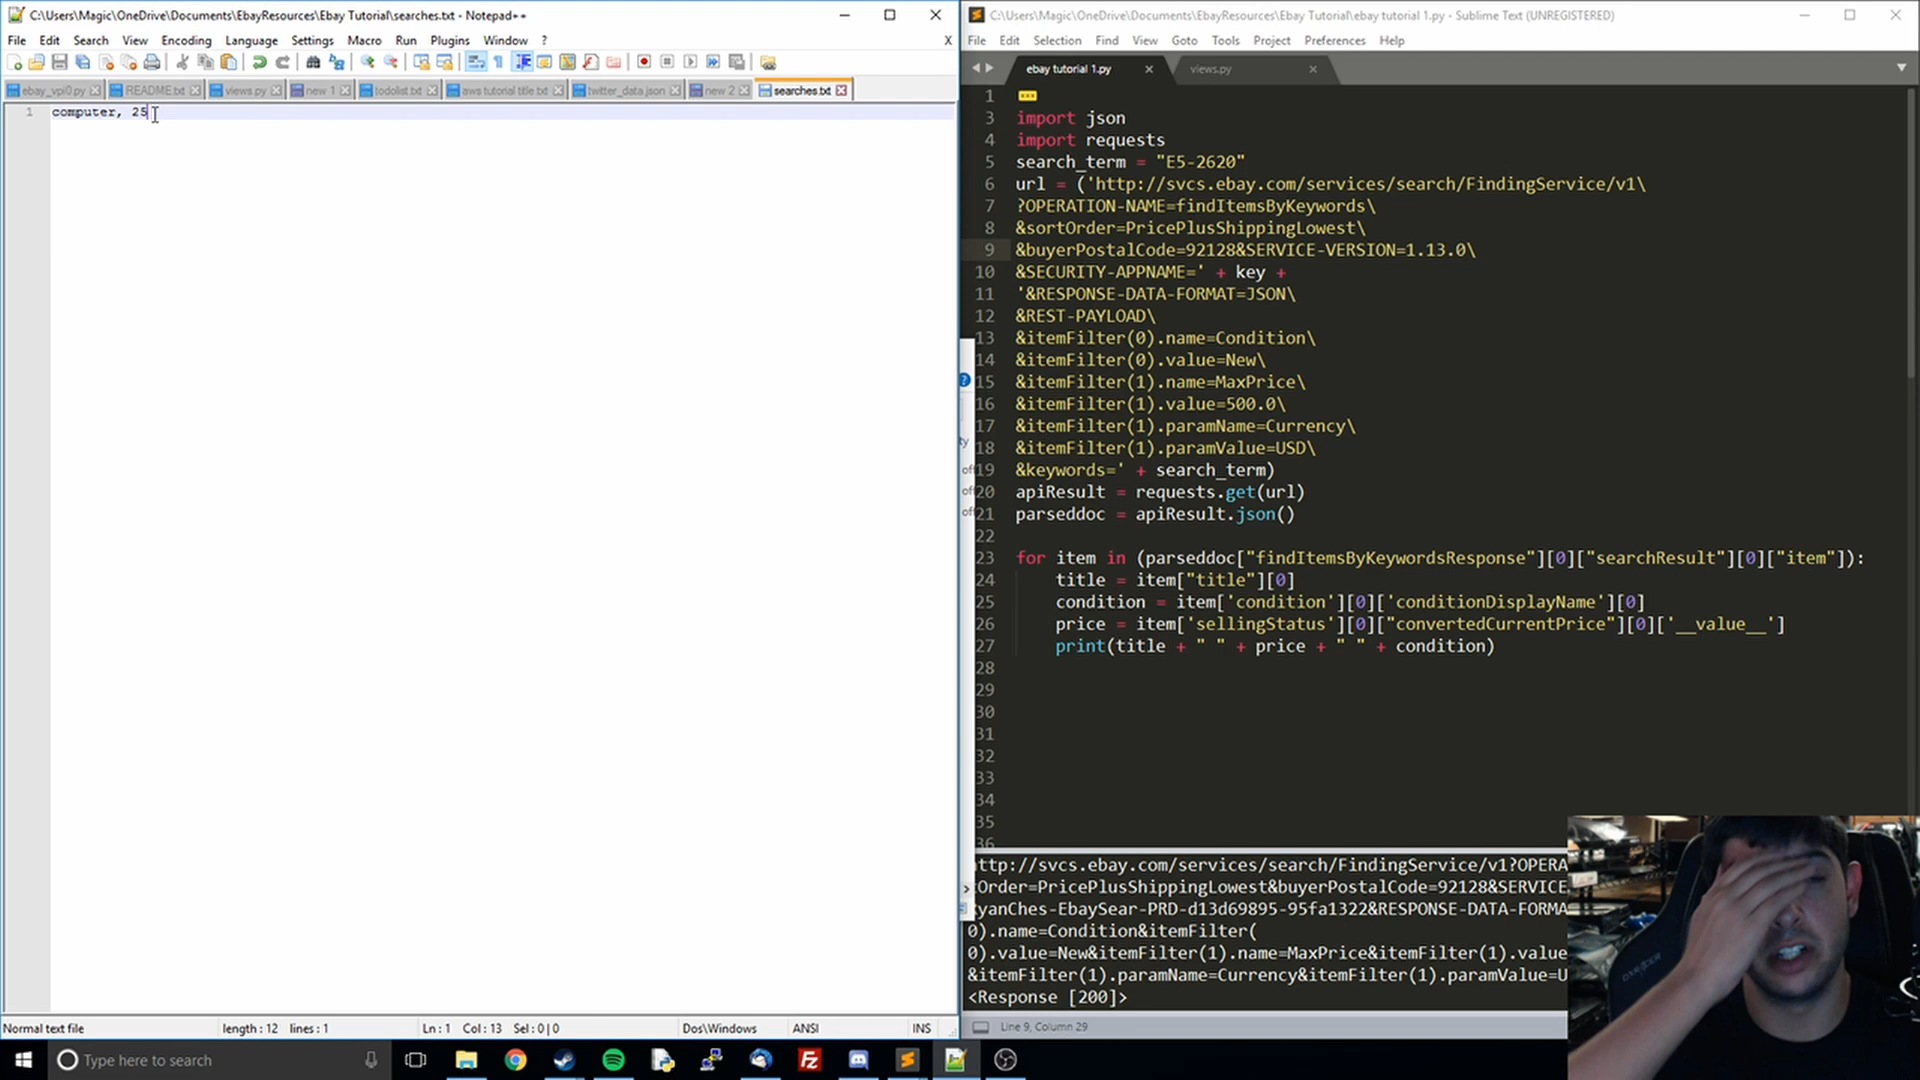 C:\Users\Magic\OneDrive\Documents\EbayResources\Ebay Tutorial\searches.txt - Notepad++
File Edit Search View Encoding Language Settings Macro Run Plugins Window ? X
ebay_vpi0.py README.txt views.py new 1 todolist.txt aws tutorial title.txt twitter_data.json new 2 searches.txt
1 computer, 25
Normal text file length : 12 lines : 1 Ln : 1 Col : 13 Sel : 0 | 0 Dos\Windows ANSI INS
C:\Users\Magic\OneDrive\Documents\EbayResources\Ebay Tutorial\ebay tutorial 1.py - Sublime Text (UNREGISTERED)
File Edit Selection Find View Goto Tools Project Preferences Help
ebay tutorial 1.py views.py
1
3 import json
4 import requests
5 search_term = "E5-2620"
6 url = ('http://svcs.ebay.com/services/search/FindingService/v1\
7 ?OPERATION-NAME=findItemsByKeywords\
8 &sortOrder=PricePlusShippingLowest\
9 &buyerPostalCode=92128&SERVICE-VERSION=1.13.0\
10 &SECURITY-APPNAME=' + key +
11 '&RESPONSE-DATA-FORMAT=JSON\
12 &REST-PAYLOAD\
13 &itemFilter(0).name=Condition\
14 &itemFilter(0).value=New\
15 &itemFilter(1).name=MaxPrice\
16 &itemFilter(1).value=500.0\
17 &itemFilter(1).paramName=Currency\
18 &itemFilter(1).paramValue=USD\
19 &keywords=' + search_term)
20 apiResult = requests.get(url)
21 parseddoc = apiResult.json()
22
23 for item in (parseddoc["findItemsByKeywordsResponse"][0]["searchResult"][0]["item"]):
24 title = item["title"][0]
25 condition = item['condition'][0]['conditionDisplayName'][0]
26 price = item['sellingStatus'][0]["convertedCurrentPrice"][0]['__value__']
27 print(title + " " + price + " " + condition)
28
29
30
31
32
33
34
35
36
ttp://svcs.ebay.com/services/search/FindingService/v1?OPERA
Order=PricePlusShippingLowest&buyerPostalCode=92128&SERVICE
yanChes-EbaySear-PRD-d13d69895-95fa1322&RESPONSE-DATA-FORMA
0).name=Condition&itemFilter(
0).value=New&itemFilter(1).name=MaxPrice&itemFilter(1).value
&itemFilter(1).paramName=Currency&itemFilter(1).paramValue=U
<Response [200]>
Line 9, Column 29
DXRACER
Type here to search